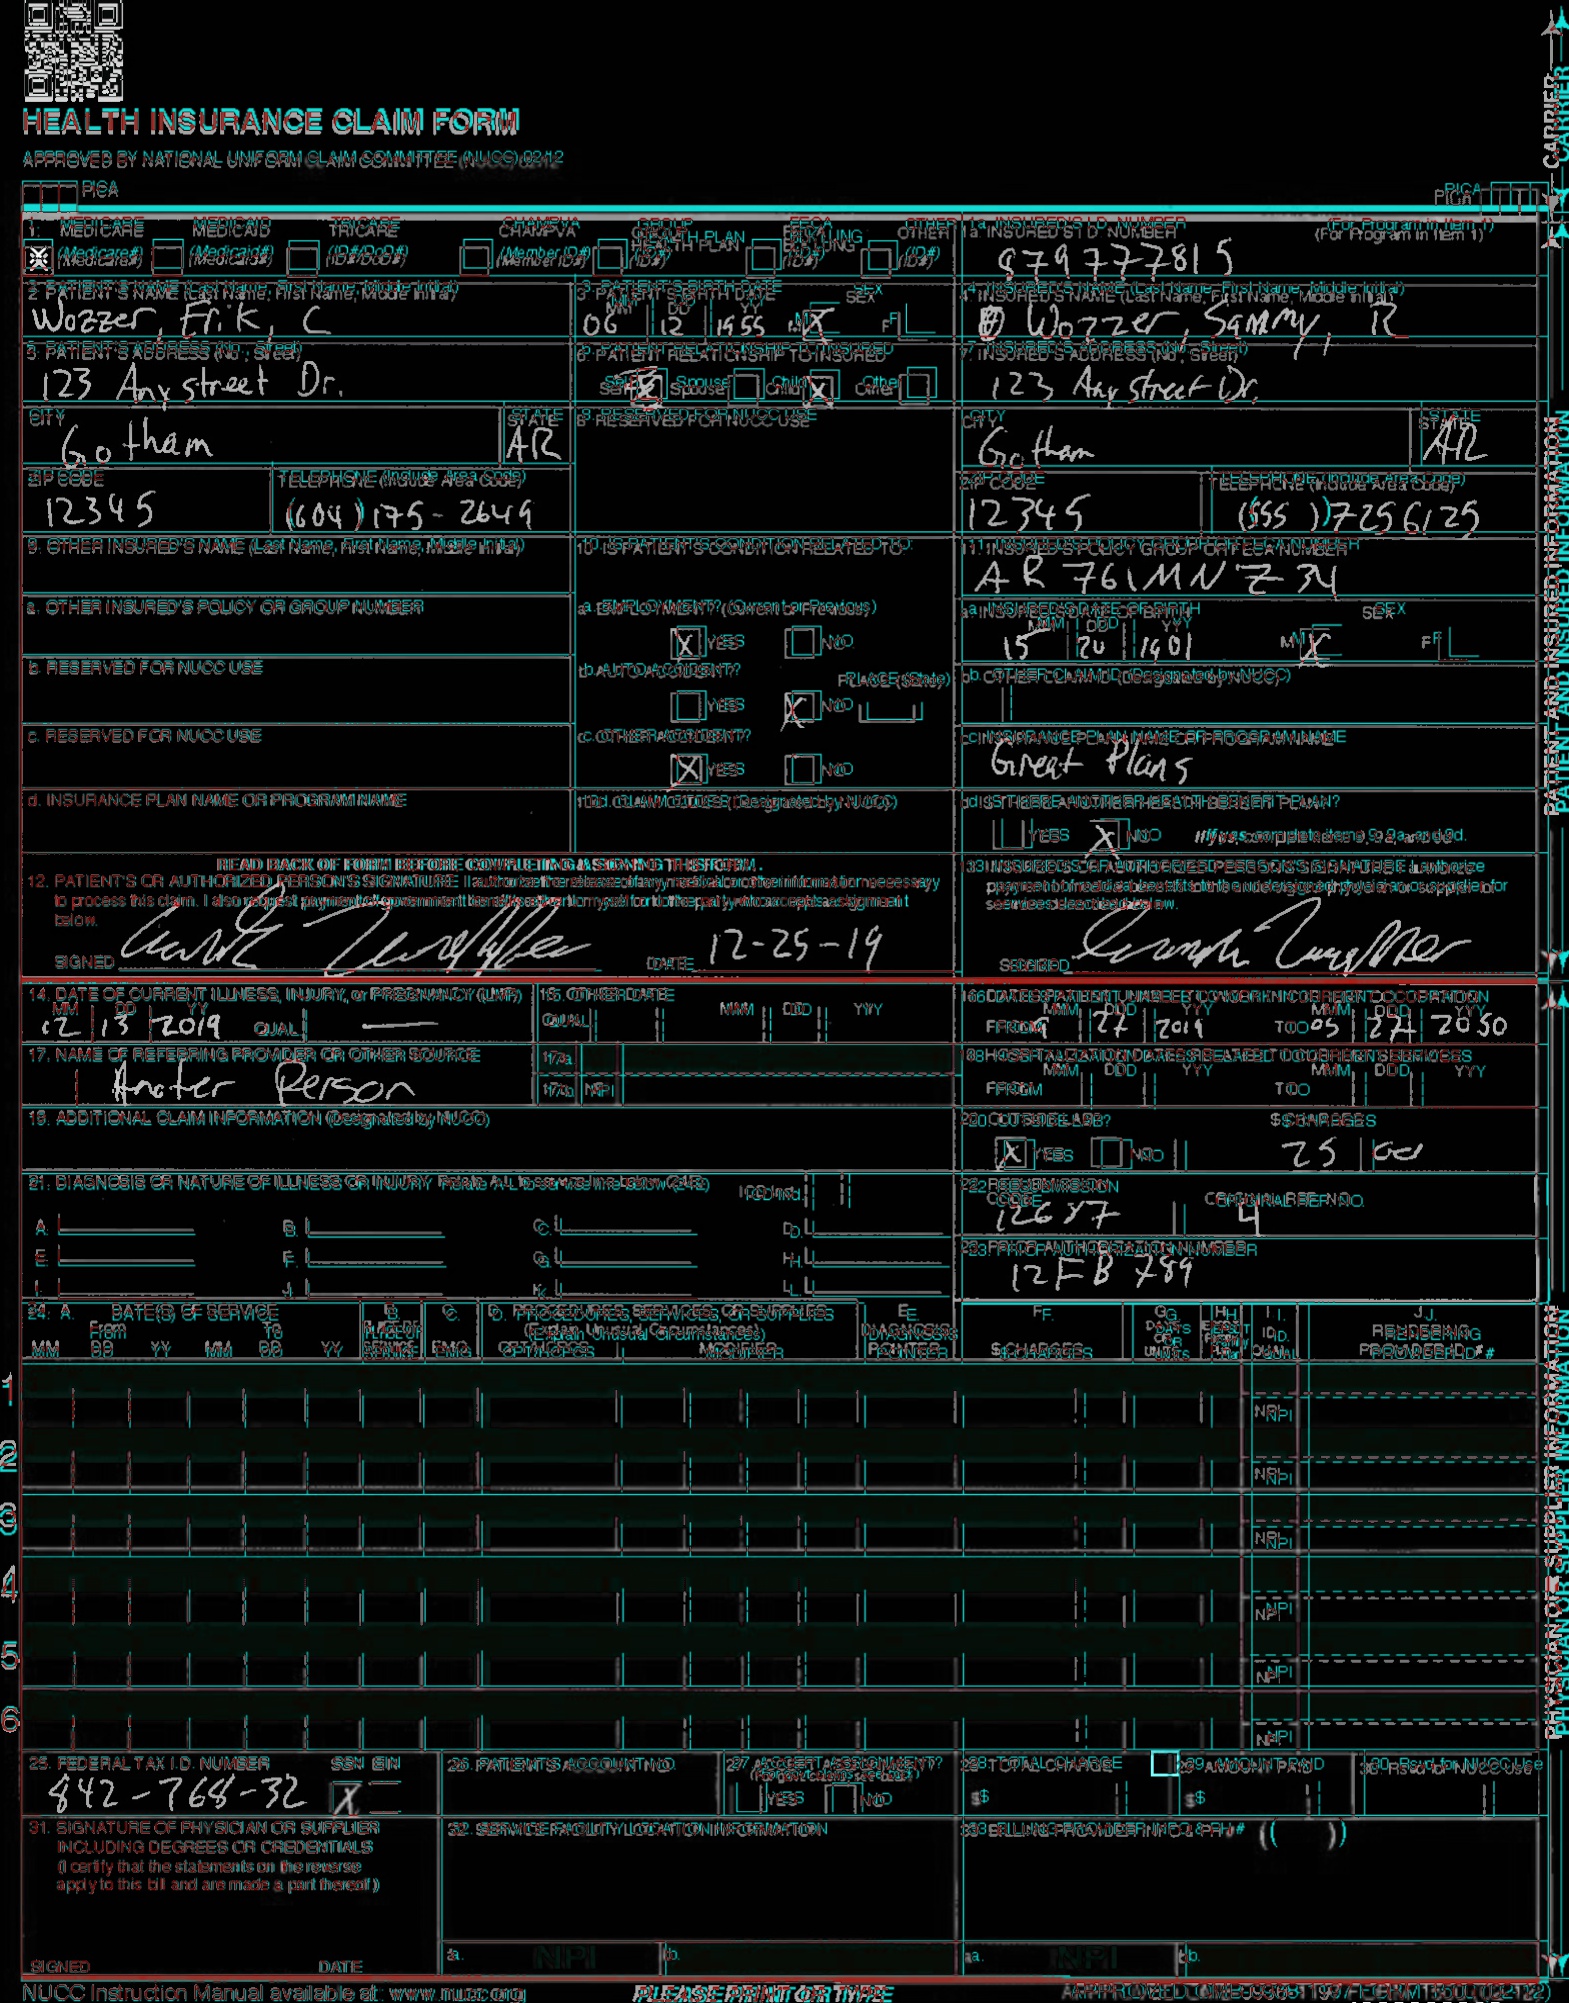 HEALTH INSURANCE CLAIM FORM
APPROVED BY NATIONAL UNIFORM CLAIM COMMITTEE (NUCC) 02/12
PICA PICA
CARRIER
1. MEDICARE MEDICAID TRICARE CHAMPVA GROUP HEALTH PLAN FECA BLK LUNG OTHER
(Medicare#) (Medicaid#) (ID#/DoD#) (Member ID#) (ID#) (ID#) (ID#)
1a. INSURED'S I.D. NUMBER (For Program in Item 1)
879777815
2. PATIENT'S NAME (Last Name, First Name, Middle Initial)
Wozzer, Erik, C
3. PATIENT'S BIRTH DATE SEX
MM DD YY
06 12 1955 M X F
4. INSURED'S NAME (Last Name, First Name, Middle Initial)
Wozzer, Sammy, R
5. PATIENT'S ADDRESS (No., Street)
123 Anystreet Dr.
6. PATIENT RELATIONSHIP TO INSURED
Self X Spouse Child X Other
7. INSURED'S ADDRESS (No., Street)
123 Anystreet Dr.
CITY STATE
Gotham AR
8. RESERVED FOR NUCC USE
CITY STATE
Gotham AR
ZIP CODE TELEPHONE (Include Area Code)
12345 (604) 175-2649
ZIP CODE TELEPHONE (Include Area Code)
12345 (555) 7256125
9. OTHER INSURED'S NAME (Last Name, First Name, Middle Initial)
10. IS PATIENT'S CONDITION RELATED TO:
11. INSURED'S POLICY GROUP OR FECA NUMBER
AR 761MNZ34
a. OTHER INSURED'S POLICY OR GROUP NUMBER
a. EMPLOYMENT? (Current or Previous)
X YES NO
a. INSURED'S DATE OF BIRTH SEX
MM DD YY
15 20 1901 M X F
b. RESERVED FOR NUCC USE
b. AUTO ACCIDENT? PLACE (State)
YES X NO
b. OTHER CLAIM ID (Designated by NUCC)
c. RESERVED FOR NUCC USE
c. OTHER ACCIDENT?
X YES NO
c. INSURANCE PLAN NAME OR PROGRAM NAME
Great Plans
d. INSURANCE PLAN NAME OR PROGRAM NAME
10d. CLAIM CODES (Designated by NUCC)
d. IS THERE ANOTHER HEALTH BENEFIT PLAN?
YES X NO If yes, complete items 9, 9a, and 9d.
PATIENT AND INSURED INFORMATION
READ BACK OF FORM BEFORE COMPLETING & SIGNING THIS FORM.
12. PATIENT'S OR AUTHORIZED PERSON'S SIGNATURE I authorize the release of any medical or other information necessary
to process this claim. I also request payment of government benefits either to myself or to the party who accepts assignment
below.
SIGNED DATE 12-25-19
13. INSURED'S OR AUTHORIZED PERSON'S SIGNATURE I authorize
payment of medical benefits to the undersigned physician or supplier for
services described below.
SIGNED
14. DATE OF CURRENT ILLNESS, INJURY, or PREGNANCY (LMP)
MM DD YY
12 13 2019 QUAL
15. OTHER DATE
QUAL MM DD YY
16. DATES PATIENT UNABLE TO WORK IN CURRENT OCCUPATION
MM DD YY MM DD YY
FROM 9 27 2019 TO 05 27 2050
17. NAME OF REFERRING PROVIDER OR OTHER SOURCE
Anoter Person
17a.
17b. NPI
18. HOSPITALIZATION DATES RELATED TO CURRENT SERVICES
MM DD YY MM DD YY
FROM TO
19. ADDITIONAL CLAIM INFORMATION (Designated by NUCC)
20. OUTSIDE LAB? $ CHARGES
X YES NO 25
21. DIAGNOSIS OR NATURE OF ILLNESS OR INJURY Relate A-L to service line below (24E) ICD Ind.
A. B. C. D.
E. F. G. H.
I. J. K. L.
22. RESUBMISSION CODE ORIGINAL REF. NO.
12687 4
23. PRIOR AUTHORIZATION NUMBER
12FB789
24. A. DATE(S) OF SERVICE B. C. D. PROCEDURES, SERVICES, OR SUPPLIES E. F. G. H. I. J.
From To PLACE OF SERVICE EMG (Explain Unusual Circumstances) DIAGNOSIS POINTER DAYS OR UNITS ID. QUAL. RENDERING PROVIDER ID. #
MM DD YY MM DD YY CPT/HCPCS MODIFIER $ CHARGES
1 NPI
2 NPI
3 NPI
4 NPI
5 NPI
6 NPI
PHYSICIAN OR SUPPLIER INFORMATION
25. FEDERAL TAX I.D. NUMBER SSN EIN
842-768-32 X
26. PATIENT'S ACCOUNT NO.
27. ACCEPT ASSIGNMENT?
(For govt. claims, see back)
YES NO
28. TOTAL CHARGE
$
29. AMOUNT PAID
$
30. Rsvd for NUCC Use
31. SIGNATURE OF PHYSICIAN OR SUPPLIER
INCLUDING DEGREES OR CREDENTIALS
(I certify that the statements on the reverse
apply to this bill and are made a part thereof.)
SIGNED DATE
32. SERVICE FACILITY LOCATION INFORMATION
a. NPI b.
33. BILLING PROVIDER INFO & PH # ( )
a. NPI b.
NUCC Instruction Manual available at: www.nucc.org
PLEASE PRINT OR TYPE